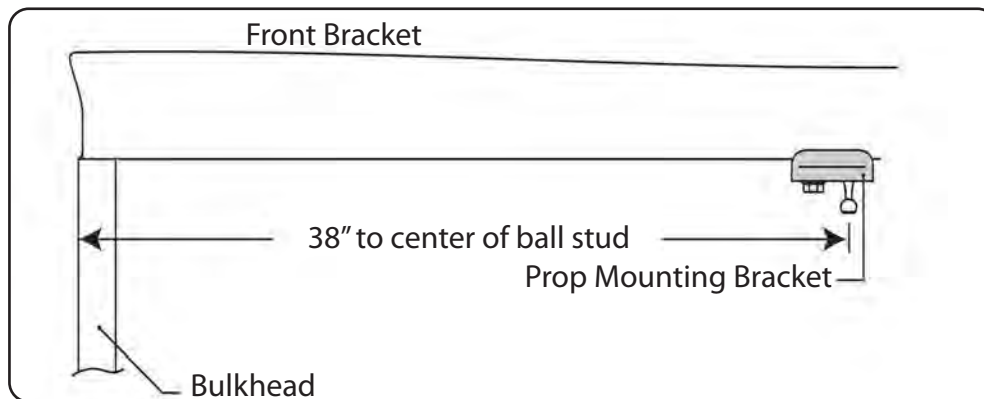 Front Bracket
38” to center of ball stud
Prop Mounting Bracket
Bulkhead